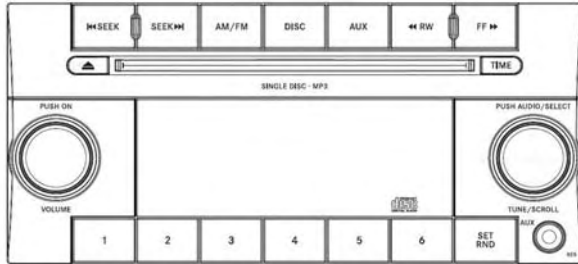 ⏮SEEK
SEEK⏭
AM/FM
DISC
AUX
◀◀ RW
FF ▶▶
TIME
SINGLE DISC - MP3
PUSH ON
PUSH AUDIO/SELECT
VOLUME
TUNE/SCROLL
1
2
3
4
5
6
SET
RND
AUX